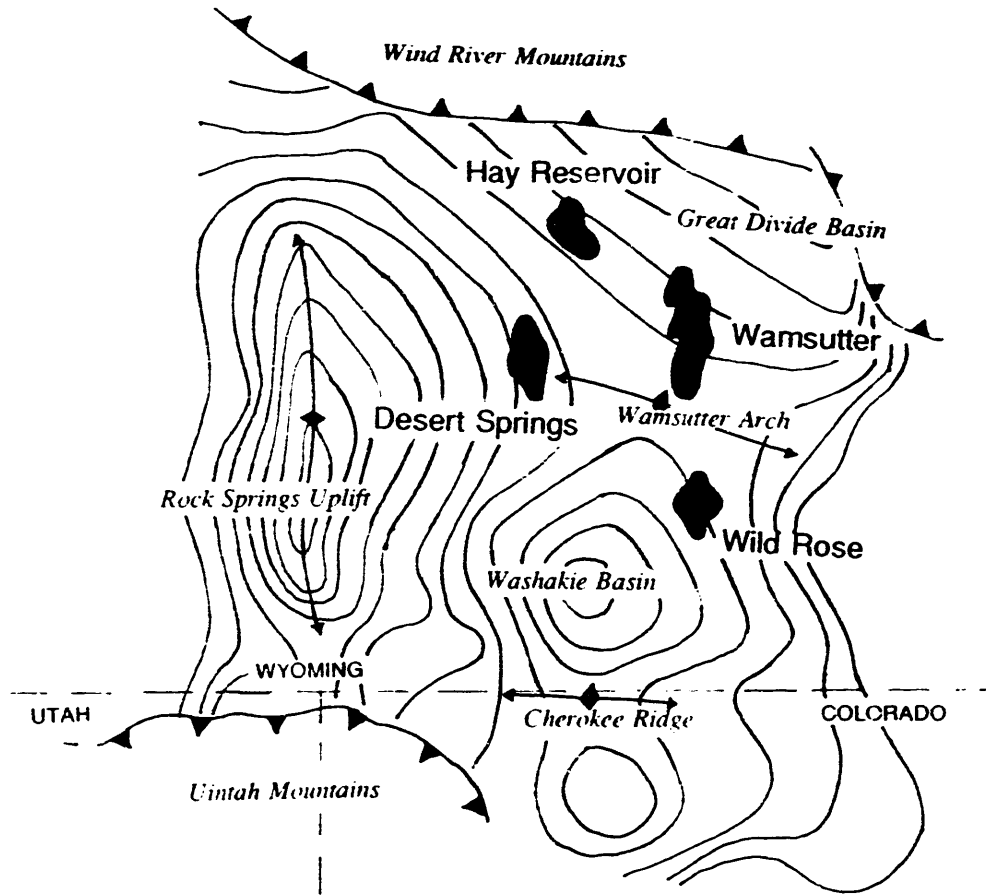 Wind River Mountains
Hay Reservoir
Great Divide Basin
Wamsutter
Desert Springs
Wamsutter Arch
Rock Springs Uplift
Wild Rose
Washakie Basin
WYOMING
UTAH
COLORADO
Cherokee Ridge
Uintah Mountains